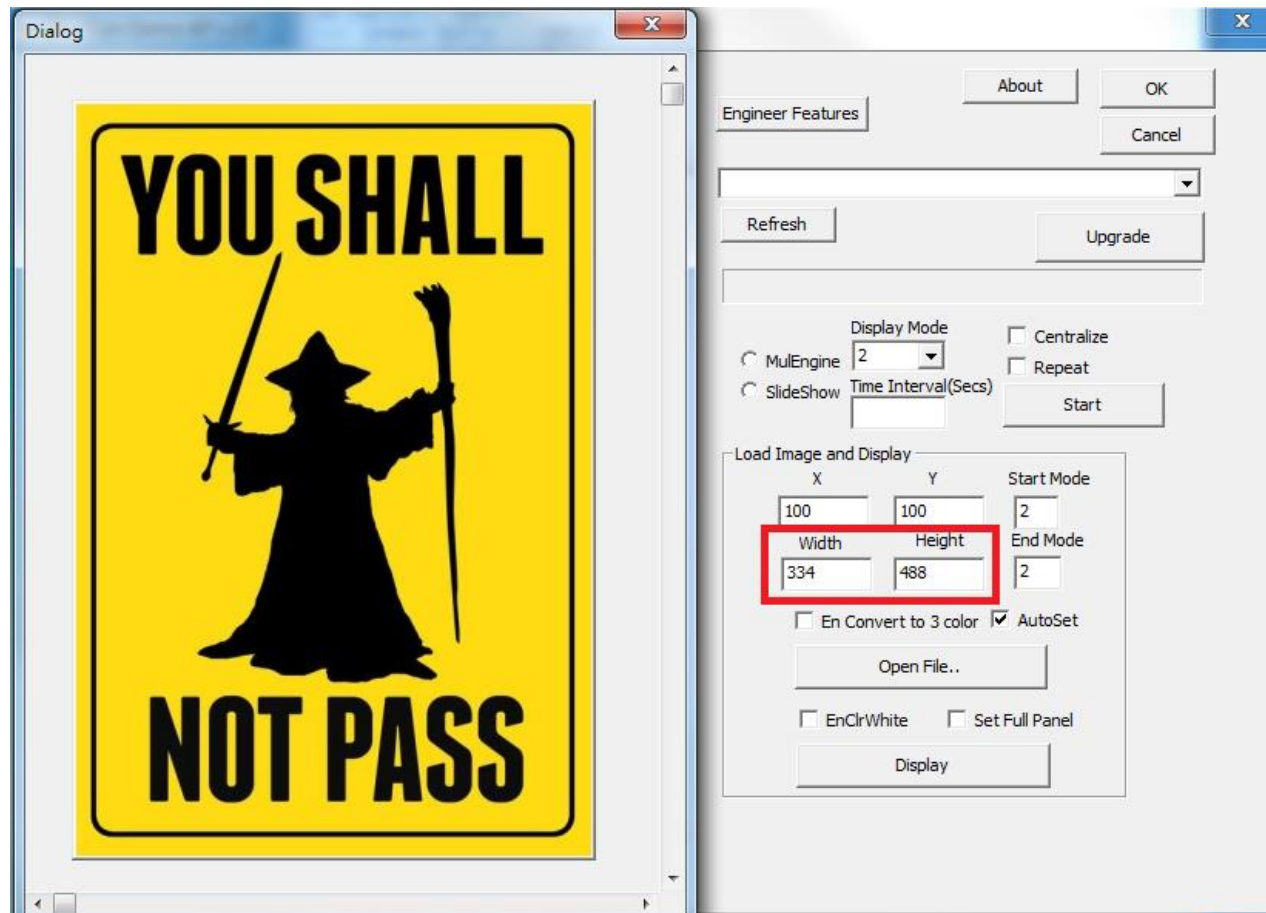 Dialog
YOU SHALL
NOT PASS
About
OK
Engineer Features
Cancel
Refresh
Upgrade
Display Mode
Centralize
MulEngine
2
Repeat
SlideShow
Time Interval(Secs)
Start
Load Image and Display
X Y Start Mode
100 100 2
Width Height End Mode
334 488 2
En Convert to 3 color AutoSet
Open File..
EnClrWhite Set Full Panel
Display